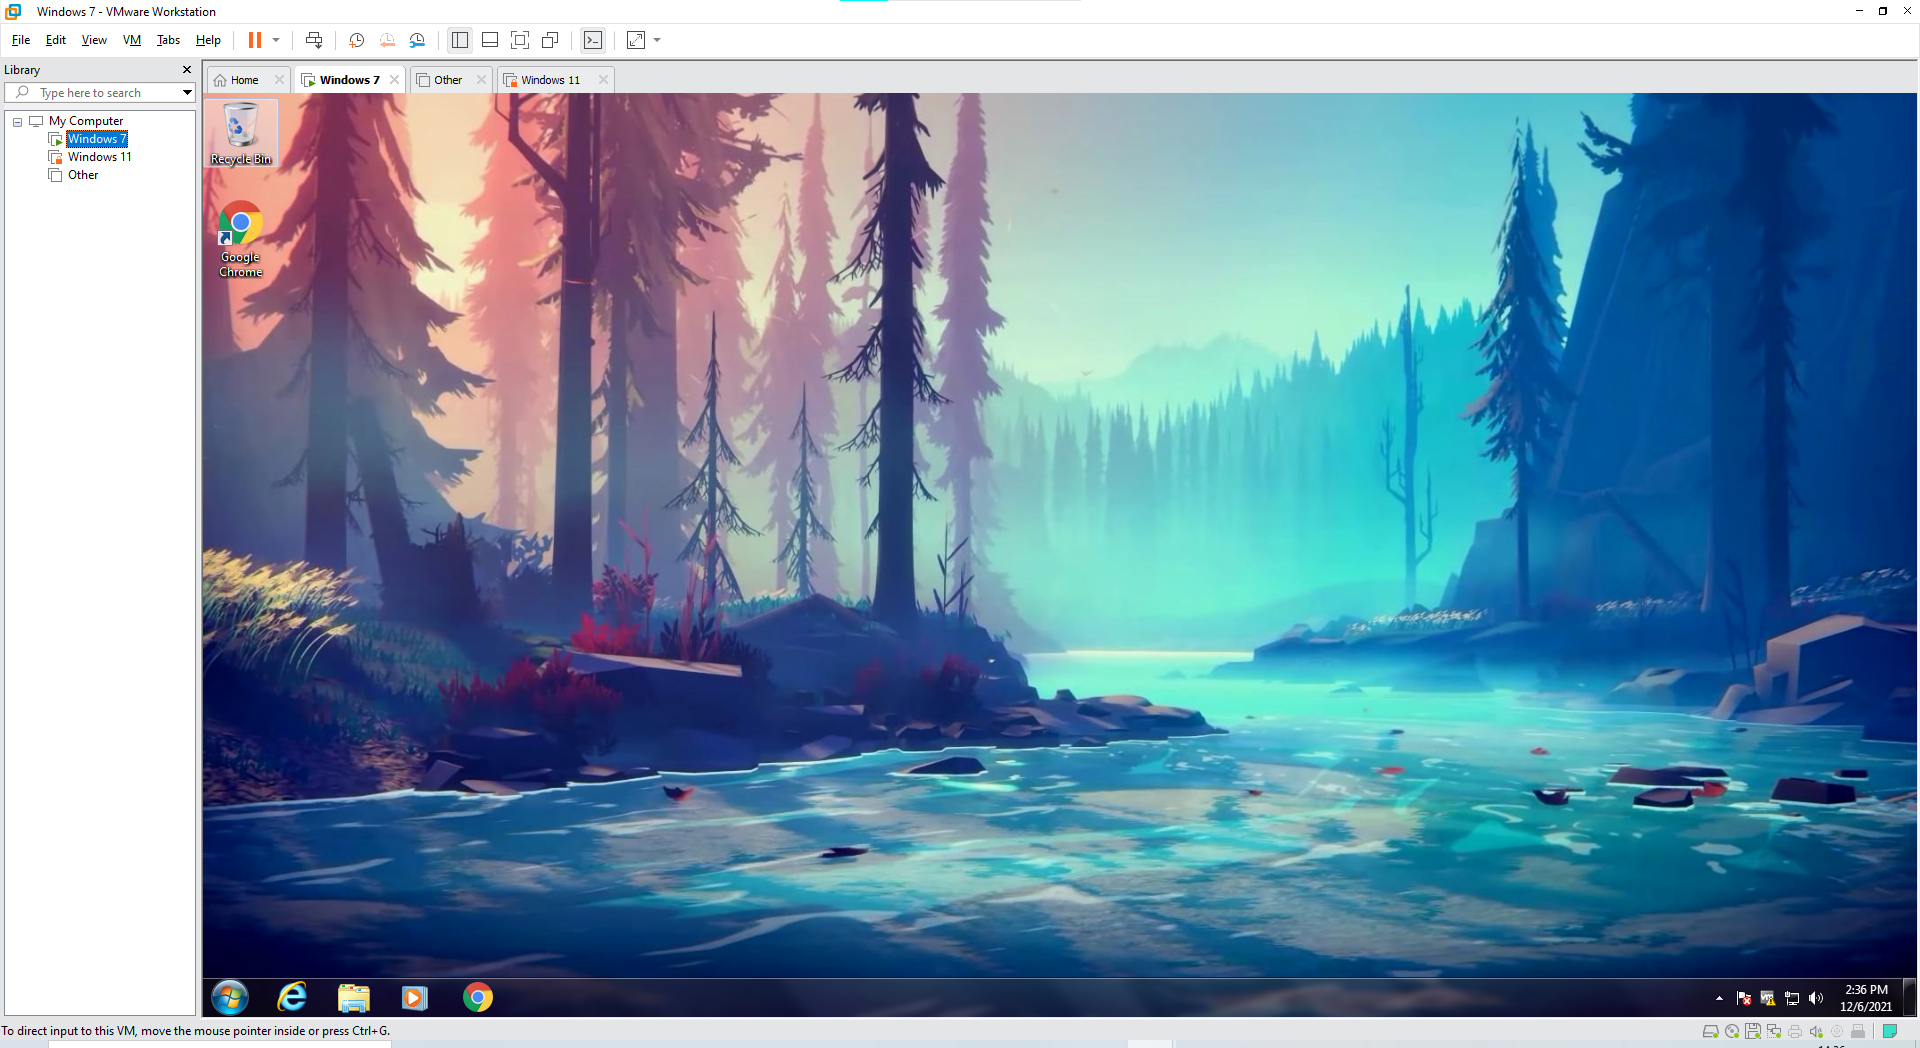 Windows 7 - VMware Workstation
File Edit View VM Tabs Help
Library
Type here to search
My Computer
Windows 7
Windows 11
Other
Home
Windows 7
Other
Windows 11
Recycle Bin
Google
Chrome
2:36 PM
12/6/2021
To direct input to this VM, move the mouse pointer inside or press Ctrl+G.